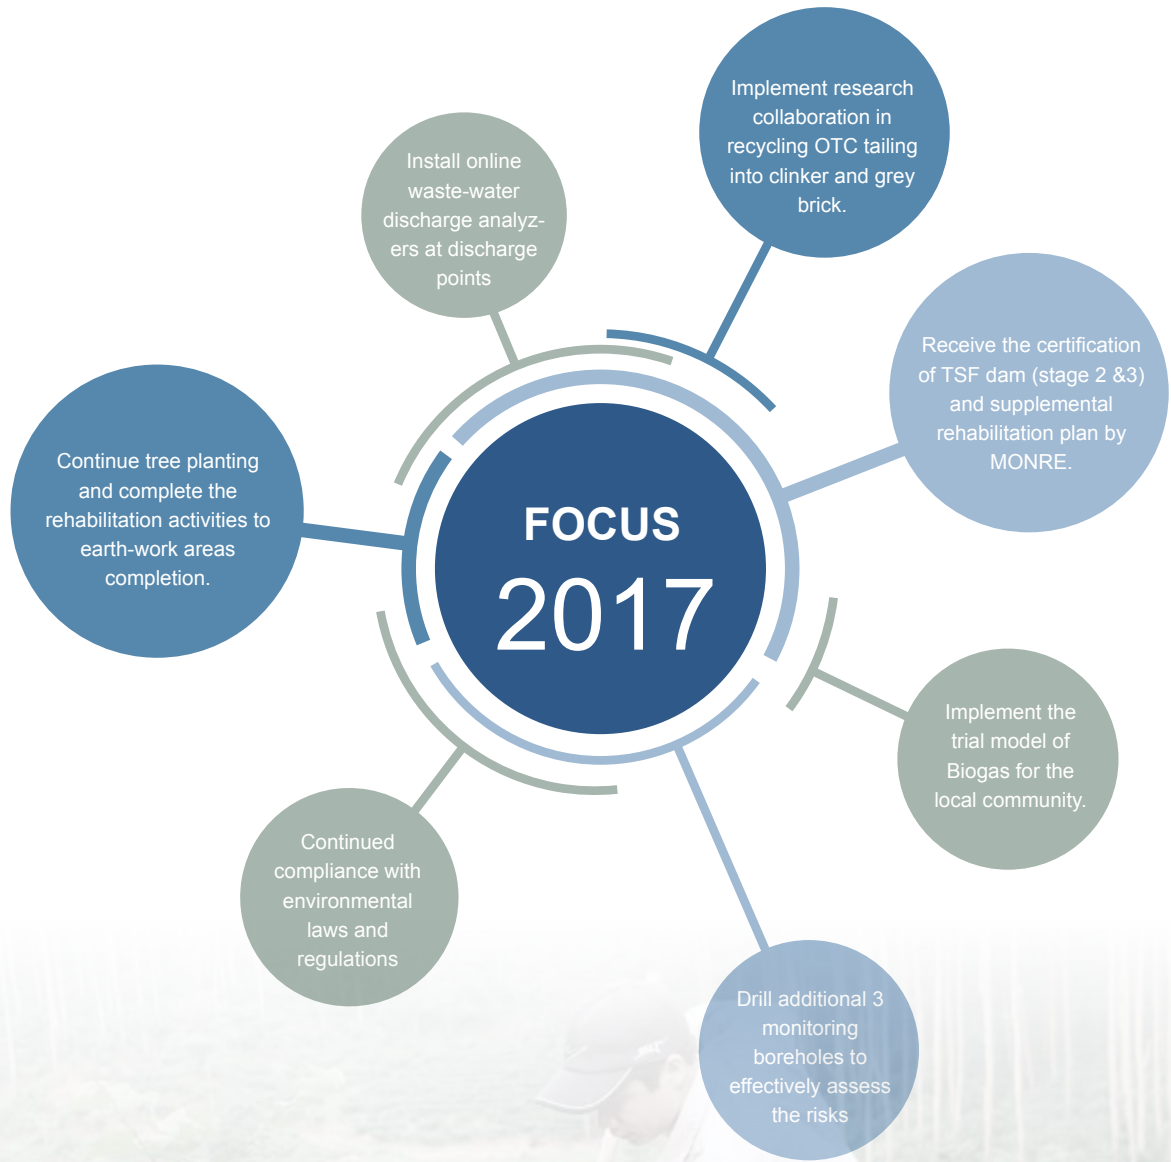 Implement research
collaboration in
recycling OTC tailing
into clinker and grey
brick.
Install online
waste-water
discharge analyz-
ers at discharge
points
Receive the certification
of TSF dam (stage 2 &3)
and supplemental
rehabilitation plan by
MONRE.
Continue tree planting
and complete the
rehabilitation activities to
earth-work areas
completion.
FOCUS
2017
Implement the
trial model of
Biogas for the
local community.
Continued
compliance with
environmental
laws and
regulations
Drill additional 3
monitoring
boreholes to
effectively assess
the risks